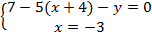 7 − 5(x + 4) − y = 0
x = −3